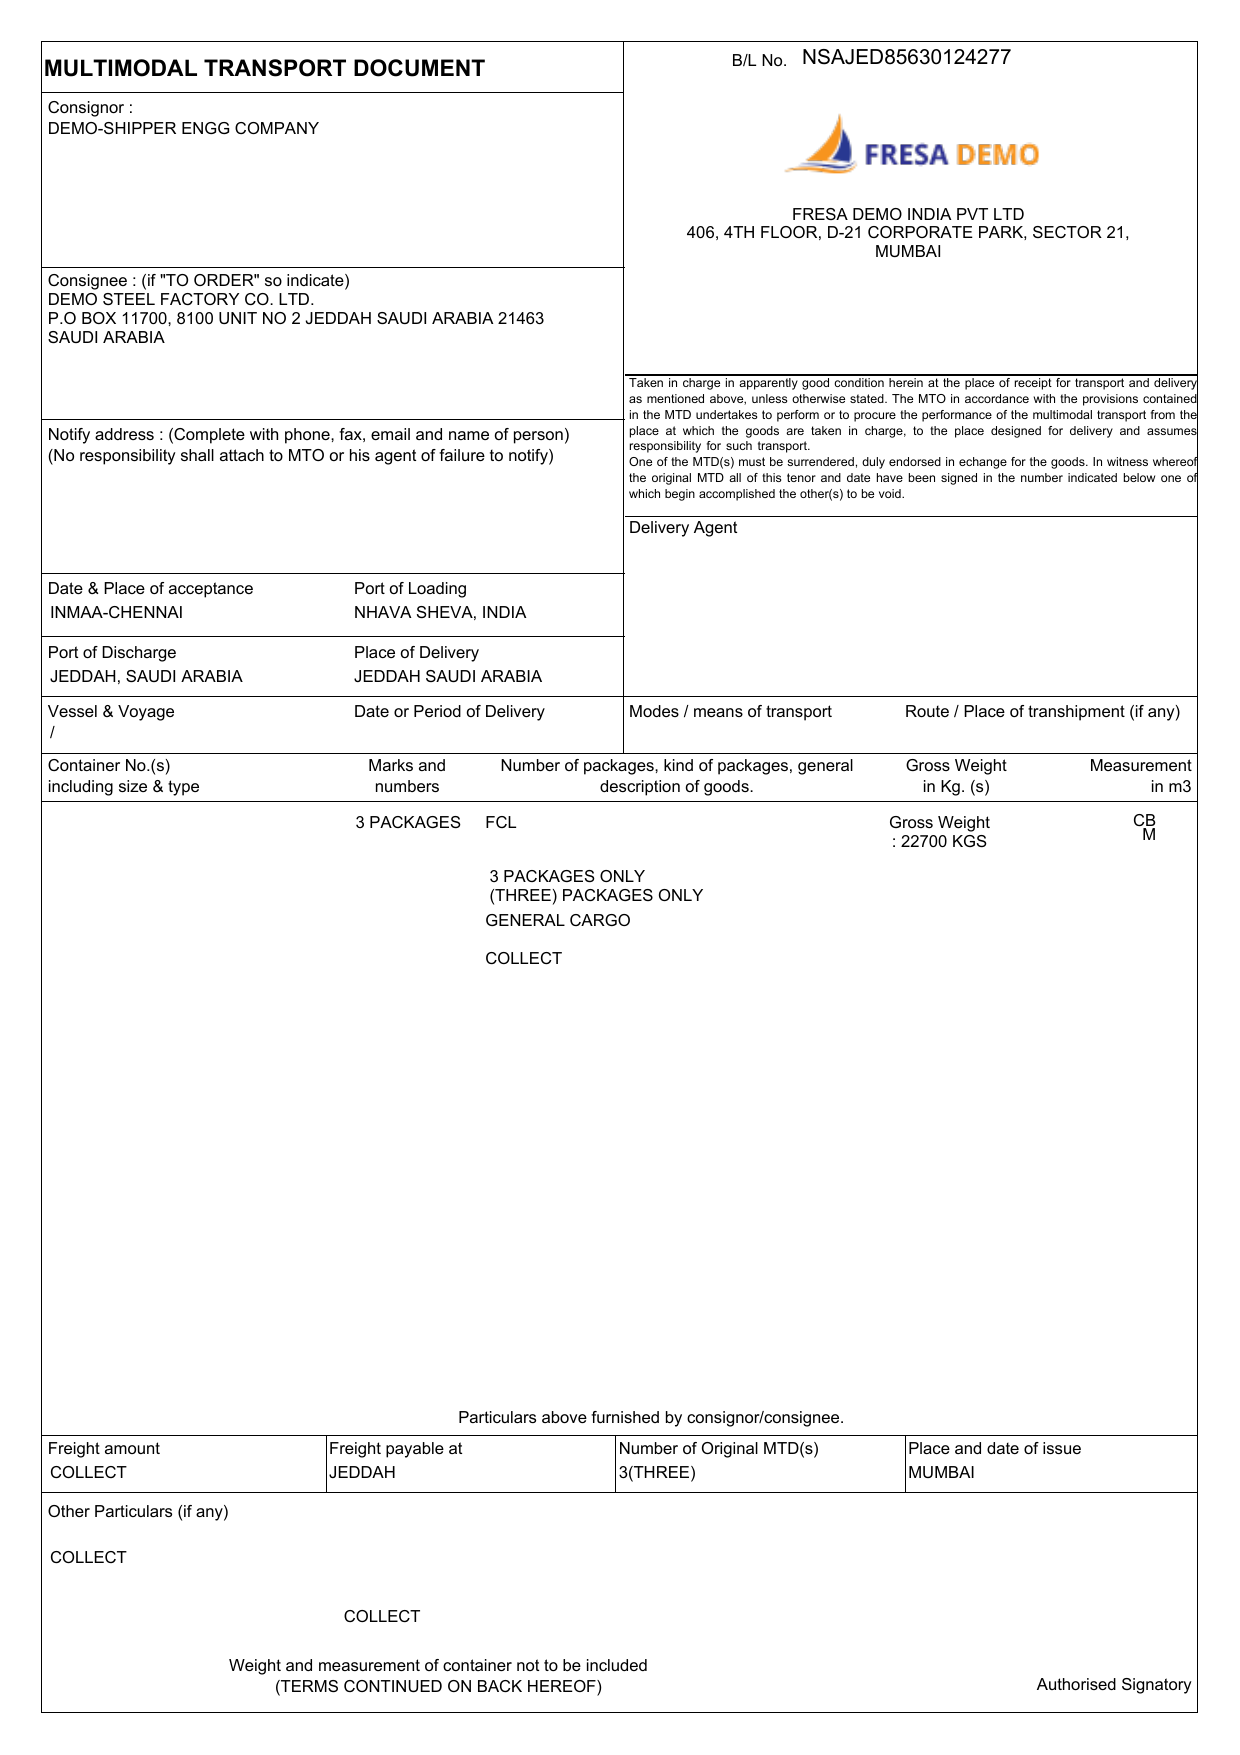 MULTIMODAL TRANSPORT DOCUMENT
B/L No. NSAJED85630124277
Consignor :
DEMO-SHIPPER ENGG COMPANY
FRESA DEMO
FRESA DEMO INDIA PVT LTD
406, 4TH FLOOR, D-21 CORPORATE PARK, SECTOR 21,
MUMBAI
Consignee : (if "TO ORDER" so indicate)
DEMO STEEL FACTORY CO. LTD.
P.O BOX 11700, 8100 UNIT NO 2 JEDDAH SAUDI ARABIA 21463
SAUDI ARABIA
Taken in charge in apparently good condition herein at the place of receipt for transport and delivery
as mentioned above, unless otherwise stated. The MTO in accordance with the provisions contained
in the MTD undertakes to perform or to procure the performance of the multimodal transport from the
place at which the goods are taken in charge, to the place designed for delivery and assumes
responsibility for such transport.
One of the MTD(s) must be surrendered, duly endorsed in echange for the goods. In witness whereof
the original MTD all of this tenor and date have been signed in the number indicated below one of
which begin accomplished the other(s) to be void.
Notify address : (Complete with phone, fax, email and name of person)
(No responsibility shall attach to MTO or his agent of failure to notify)
Delivery Agent
Date & Place of acceptance Port of Loading
INMAA-CHENNAI NHAVA SHEVA, INDIA
Port of Discharge Place of Delivery
JEDDAH, SAUDI ARABIA JEDDAH SAUDI ARABIA
Vessel & Voyage Date or Period of Delivery Modes / means of transport Route / Place of transhipment (if any)
/
Container No.(s) Marks and Number of packages, kind of packages, general Gross Weight Measurement
including size & type numbers description of goods. in Kg. (s) in m3
3 PACKAGES FCL Gross Weight CB
: 22700 KGS M
3 PACKAGES ONLY
(THREE) PACKAGES ONLY
GENERAL CARGO
COLLECT
Particulars above furnished by consignor/consignee.
Freight amount Freight payable at Number of Original MTD(s) Place and date of issue
COLLECT JEDDAH 3(THREE) MUMBAI
Other Particulars (if any)
COLLECT
COLLECT
Weight and measurement of container not to be included
(TERMS CONTINUED ON BACK HEREOF)
Authorised Signatory